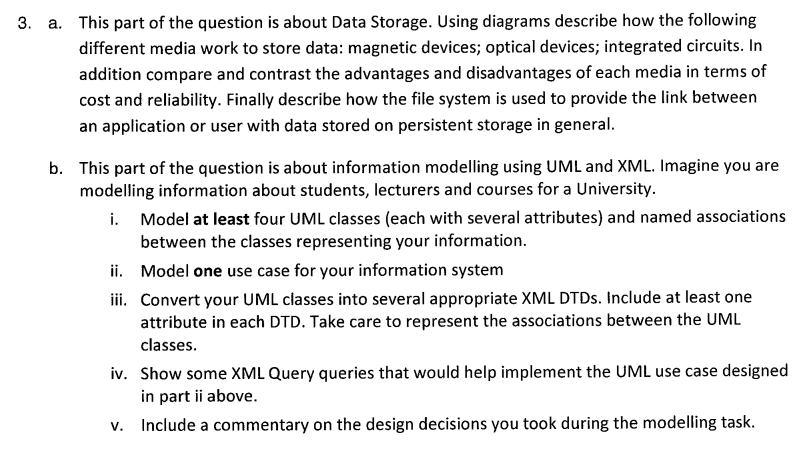 3. a. This part of the question is about Data Storage. Using diagrams describe how the following
different media work to store data: magnetic devices; optical devices; integrated circuits. In
addition compare and contrast the advantages and disadvantages of each media in terms of
cost and reliability. Finally describe how the file system is used to provide the link between
an application or user with data stored on persistent storage in general.
b. This part of the question is about information modelling using UML and XML. Imagine you are
modelling information about students, lecturers and courses for a University.
i. Model at least four UML classes (each with several attributes) and named associations
between the classes representing your information.
ii. Model one use case for your information system
iii. Convert your UML classes into several appropriate XML DTDs. Include at least one
attribute in each DTD. Take care to represent the associations between the UML
classes.
iv. Show some XML Query queries that would help implement the UML use case designed
in part ii above.
v. Include a commentary on the design decisions you took during the modelling task.